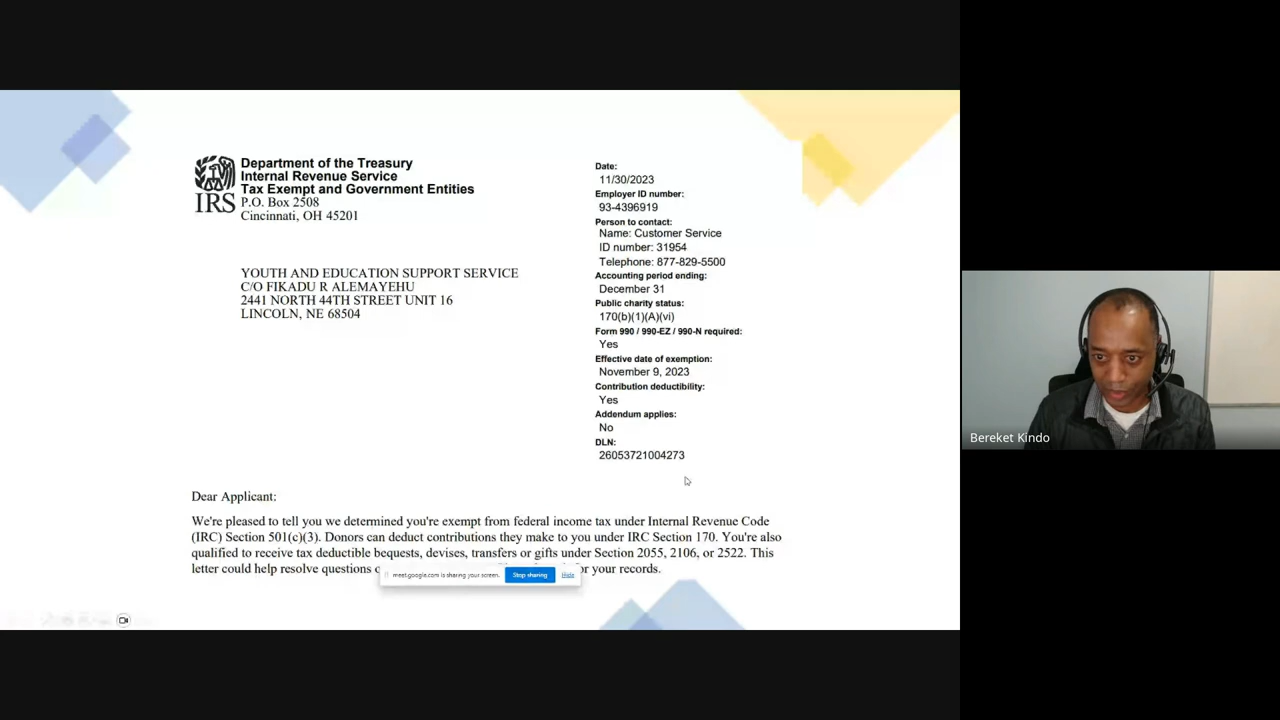 Department of the Treasury
Internal Revenue Service
Tax Exempt and Government Entities
P.O. Box 2508
Cincinnati, OH 45201
IRS
YOUTH AND EDUCATION SUPPORT SERVICE
C/O FIKADU R ALEMAYEHU
2441 NORTH 44TH STREET UNIT 16
LINCOLN, NE 68504
Date:
11/30/2023
Employer ID number:
93-4396919
Person to contact:
Name: Customer Service
ID number: 31954
Telephone: 877-829-5500
Accounting period ending:
December 31
Public charity status:
170(b)(1)(A)(vi)
Form 990 / 990-EZ / 990-N required:
Yes
Effective date of exemption:
November 9, 2023
Contribution deductibility:
Yes
Addendum applies:
No
DLN:
26053721004273
Dear Applicant:
We're pleased to tell you we determined you're exempt from federal income tax under Internal Revenue Code
(IRC) Section 501(c)(3). Donors can deduct contributions they make to you under IRC Section 170. You're also
qualified to receive tax deductible bequests, devises, transfers or gifts under Section 2055, 2106, or 2522. This
letter could help resolve questions for your records.
meet.google.com is sharing your screen.
Stop sharing
Hide
Bereket Kindo